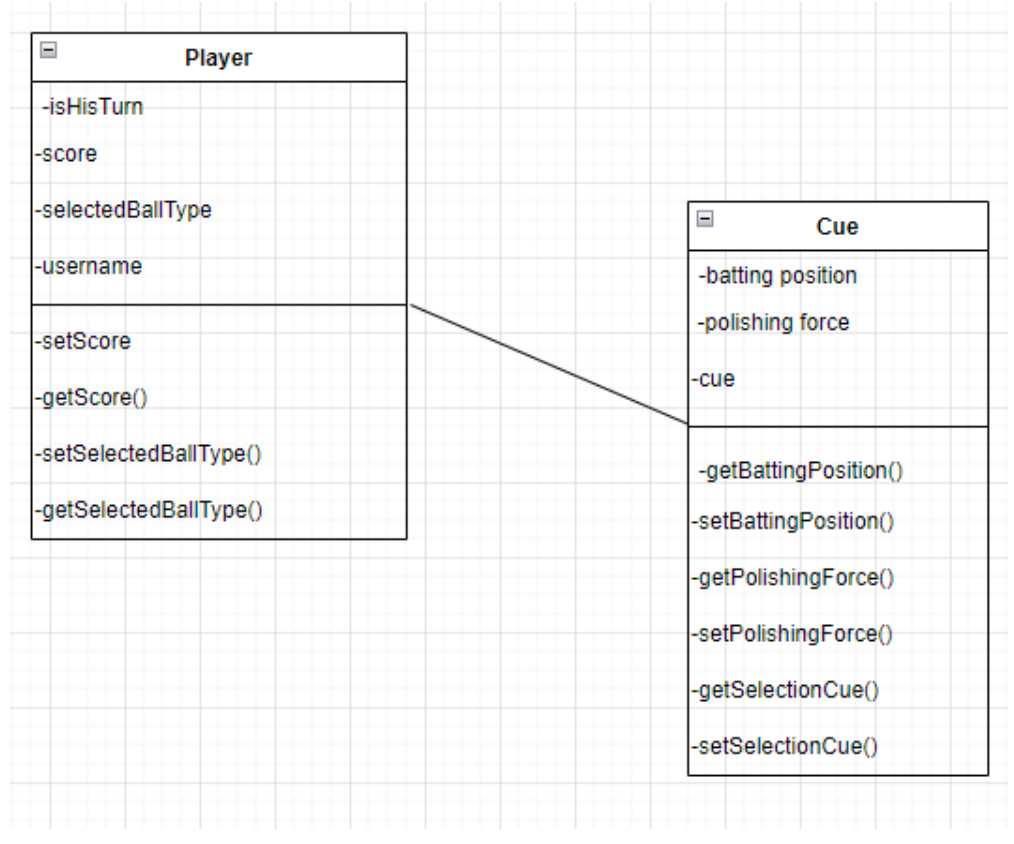 Player
-isHisTurn
-score
-selectedBallType
-username
-setScore
-getScore()
-setSelectedBallType()
-getSelectedBallType()
Cue
-batting position
-polishing force
-cue
-getBattingPosition()
-setBattingPosition()
-getPolishingForce()
-setPolishingForce()
-getSelectionCue()
-setSelectionCue()